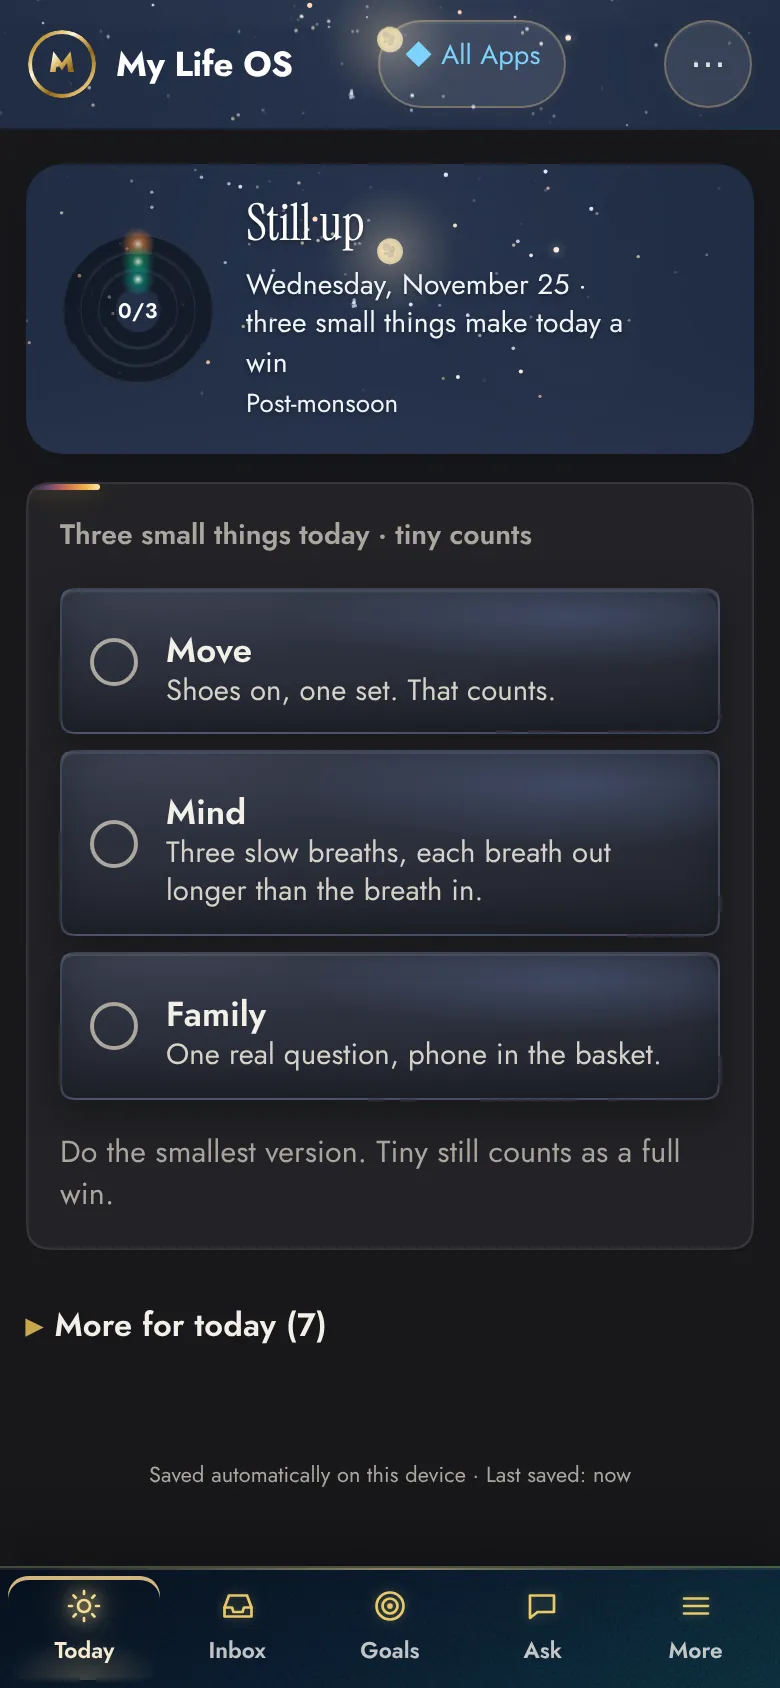 M
My Life OS
All Apps
...
Still up
0/3
Wednesday, November 25 ·
three small things make today a
win
Post-monsoon
Three small things today · tiny counts
Move
Shoes on, one set. That counts.
Mind
Three slow breaths, each breath out
longer than the breath in.
Family
One real question, phone in the basket.
Do the smallest version. Tiny still counts as a full
win.
More for today (7)
Saved automatically on this device · Last saved: now
Today
Inbox
Goals
Ask
More